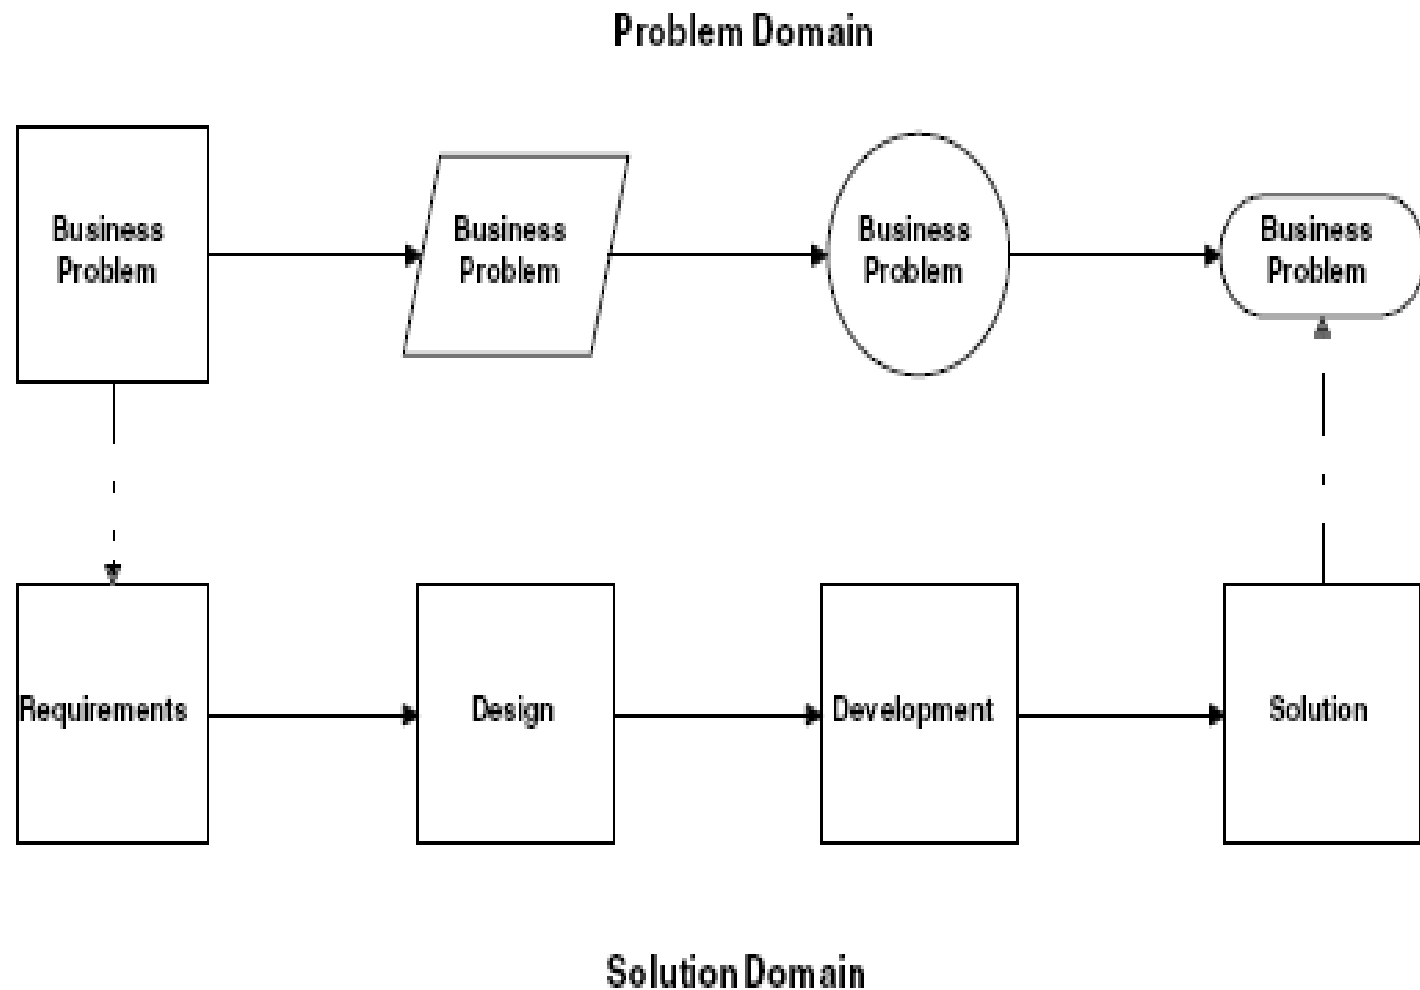 Problem Domain
Business
Problem
Business
Problem
Business
Problem
Business
Problem
Requirements
Design
Development
Solution
Solution Domain